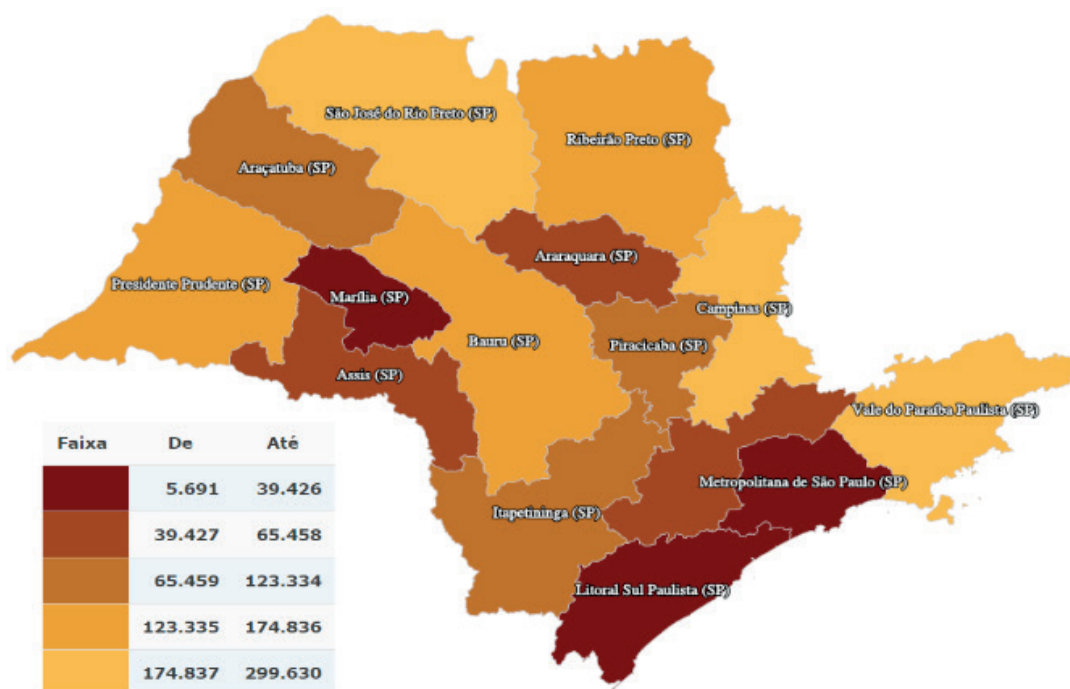 São José do Rio Preto (SP)
Ribeirão Preto (SP)
Araçatuba (SP)
Araraquara (SP)
Presidente Prudente (SP)
Marília (SP)
Campinas (SP)
Bauru (SP)
Piracicaba (SP)
Assis (SP)
Vale do Paraíba Paulista (SP)
Metropolitana de São Paulo (SP)
Itapetininga (SP)
Litoral Sul Paulista (SP)
Faixa De Até
5.691 39.426
39.427 65.458
65.459 123.334
123.335 174.836
174.837 299.630